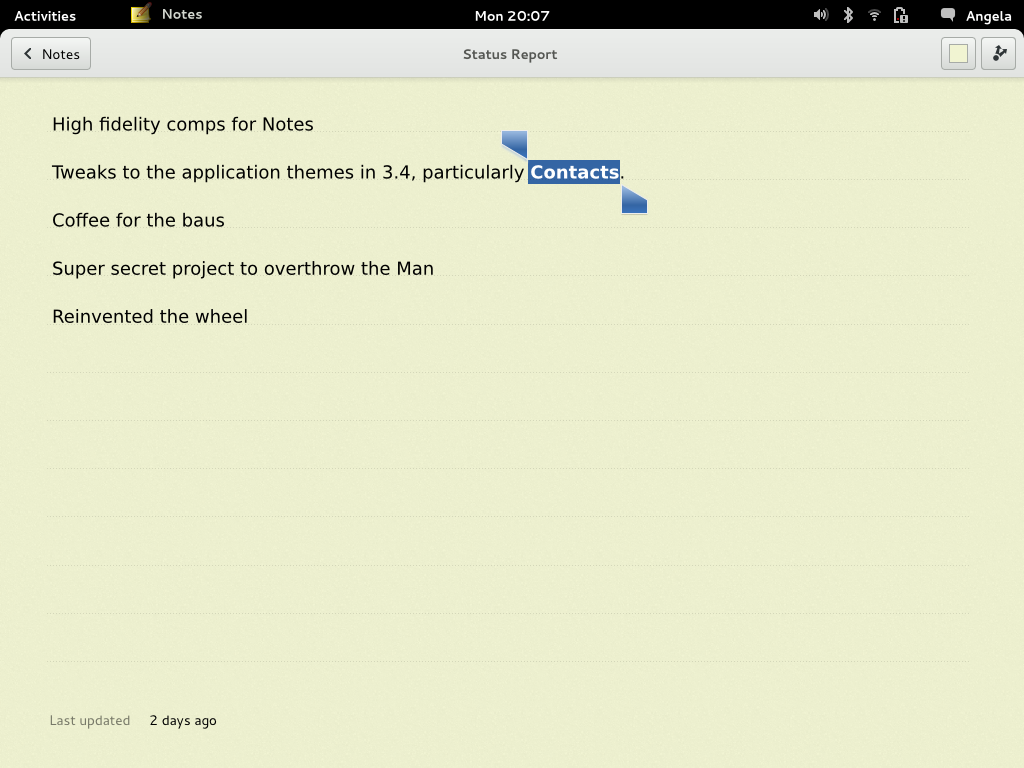 Activities Notes Mon 20:07 Angela
Notes Status Report
High fidelity comps for Notes
Tweaks to the application themes in 3.4, particularly Contacts.
Coffee for the baus
Super secret project to overthrow the Man
Reinvented the wheel
Last updated 2 days ago